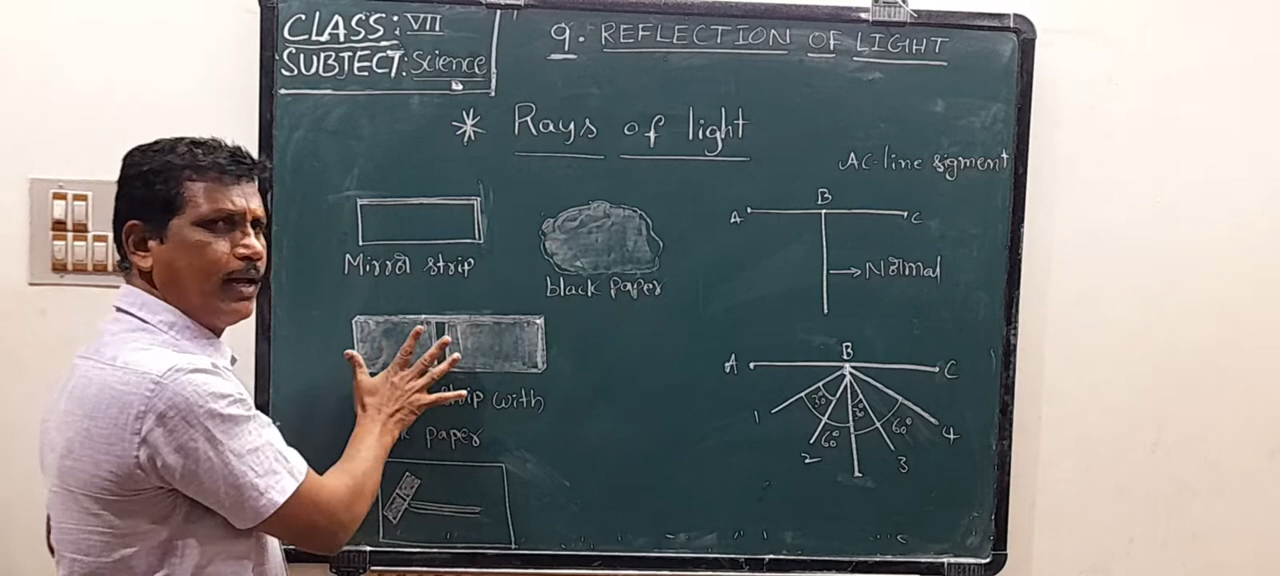 CLASS: VII
SUBJECT: Science
9. REFLECTION OF LIGHT
* Rays of light
AC-line sigment
Mirror strip
black paper
A B C
Normal
strip with
paper
A B C
1 30° 30° 60° 4
2 60° 3